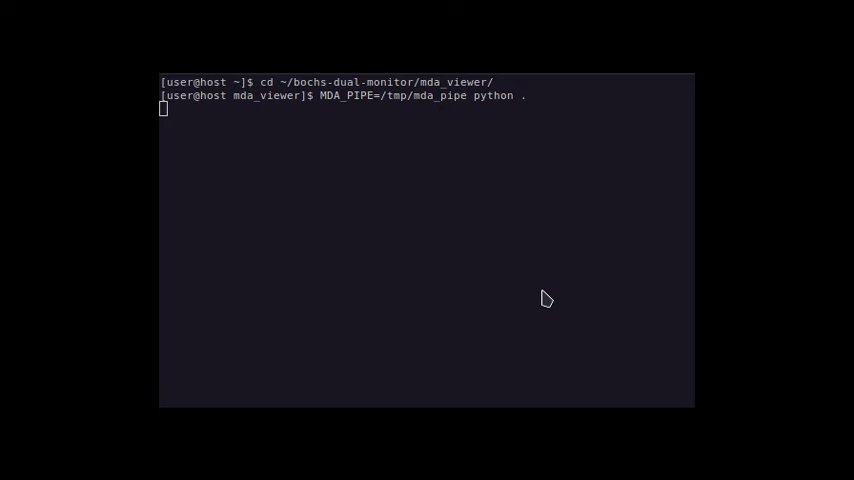 [user@host ~]$ cd ~/bochs-dual-monitor/mda_viewer/
[user@host mda_viewer]$ MDA_PIPE=/tmp/mda_pipe python .